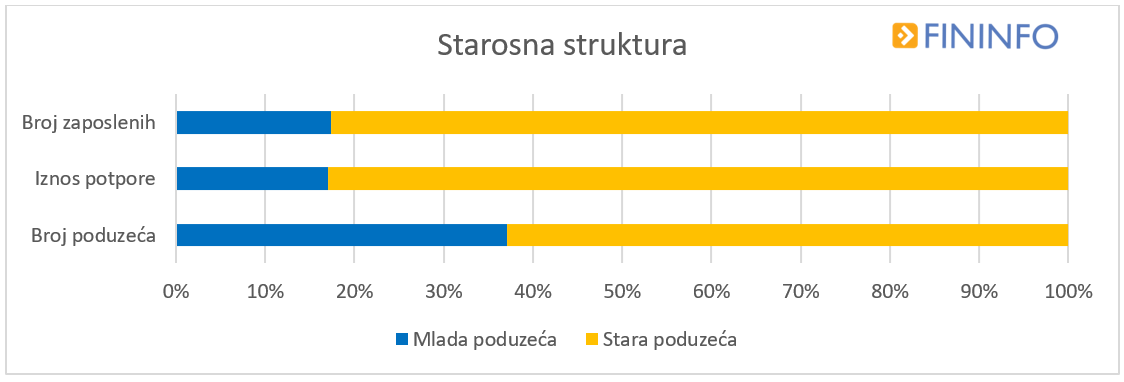 Starosna struktura
FININFO
Broj zaposlenih
Iznos potpore
Broj poduzeća
0% 10% 20% 30% 40% 50% 60% 70% 80% 90% 100%
Mlada poduzeća Stara poduzeća